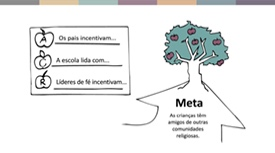 A Os pais incentivam...
C A escola lida com...
R Líderes de fé incentivam...
Meta
As crianças têm
amigos de outras
comunidades
religiosas.